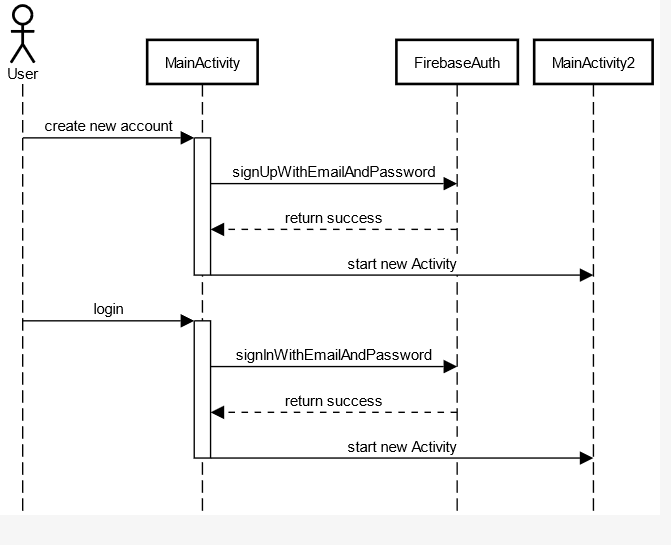 User
MainActivity
FirebaseAuth
MainActivity2
create new account
signUpWithEmailAndPassword
return success
start new Activity
login
signInWithEmailAndPassword
return success
start new Activity